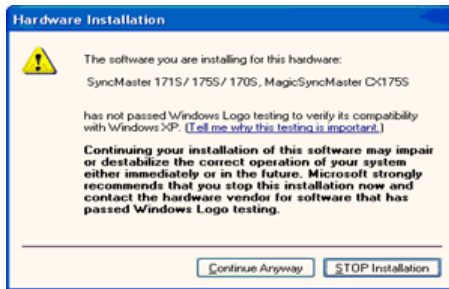 Hardware Installation
The software you are installing for this hardware:
SyncMaster 171S/ 175S/ 170S, MagicSyncMaster CX175S
has not passed Windows Logo testing to verify its compatibility
with Windows XP. (Tell me why this testing is important.)
Continuing your installation of this software may impair
or destabilize the correct operation of your system
either immediately or in the future. Microsoft strongly
recommends that you stop this installation now and
contact the hardware vendor for software that has
passed Windows Logo testing.
Continue Anyway STOP Installation